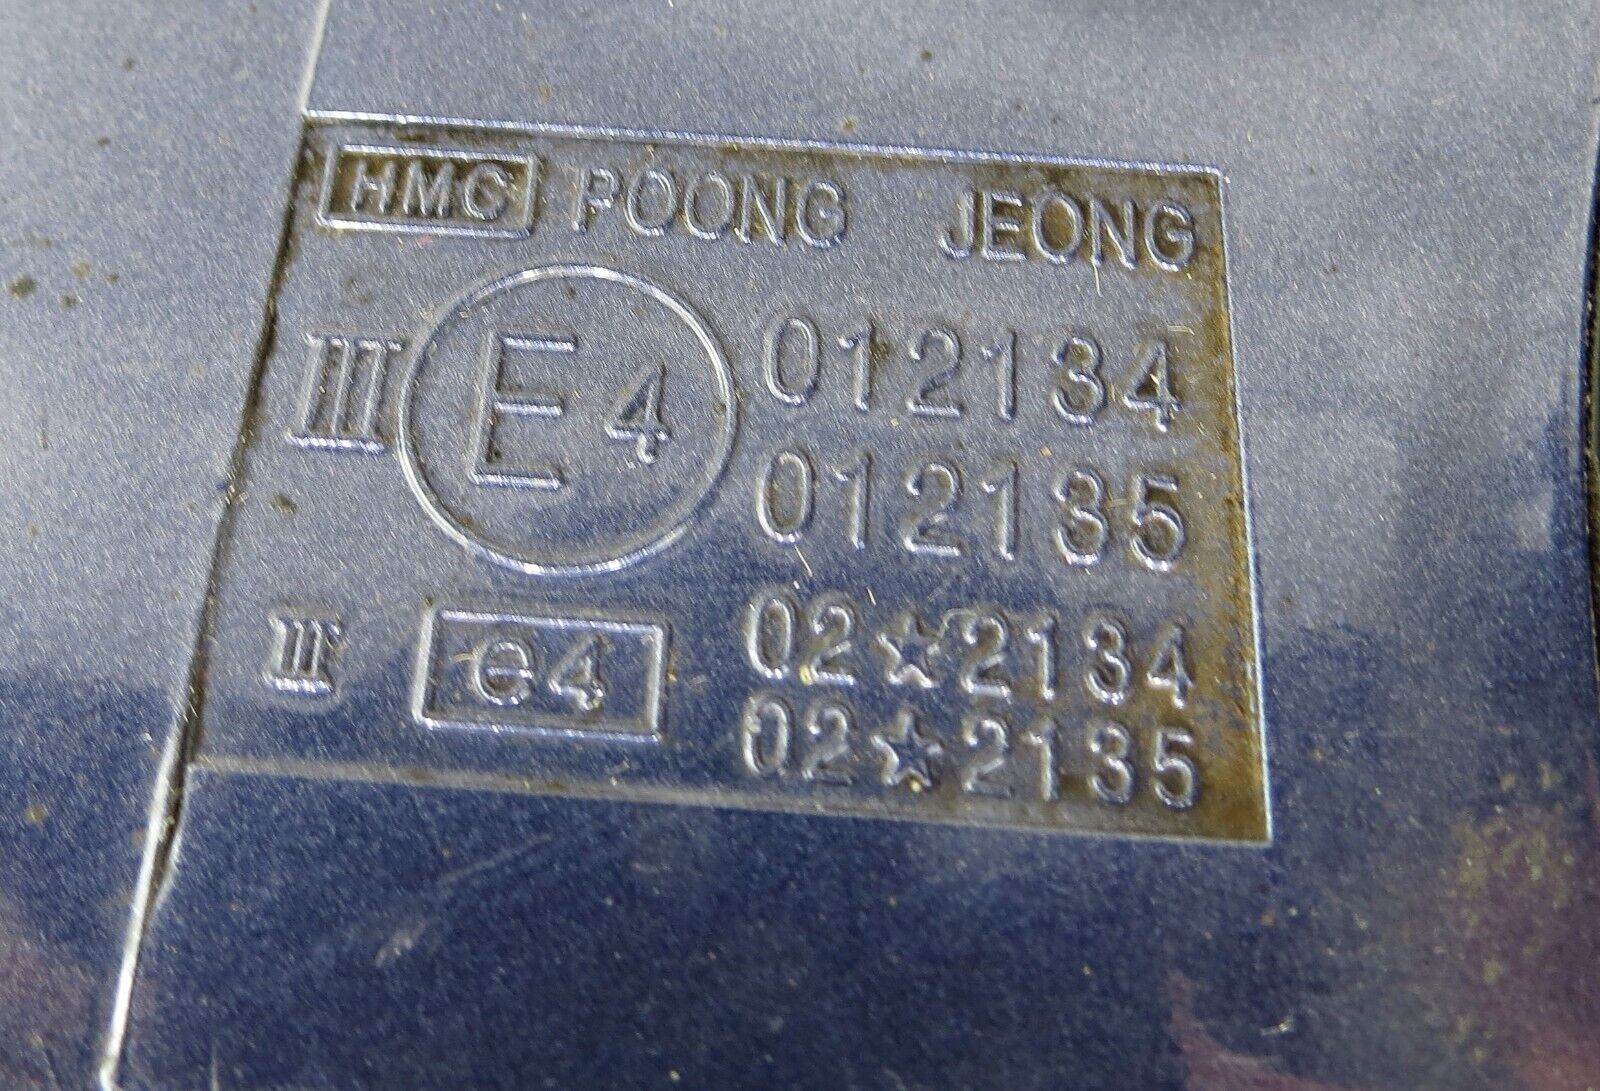 HMC POONG JEONG
III E4 012134
012135
III e4 02☆2134
02☆2135